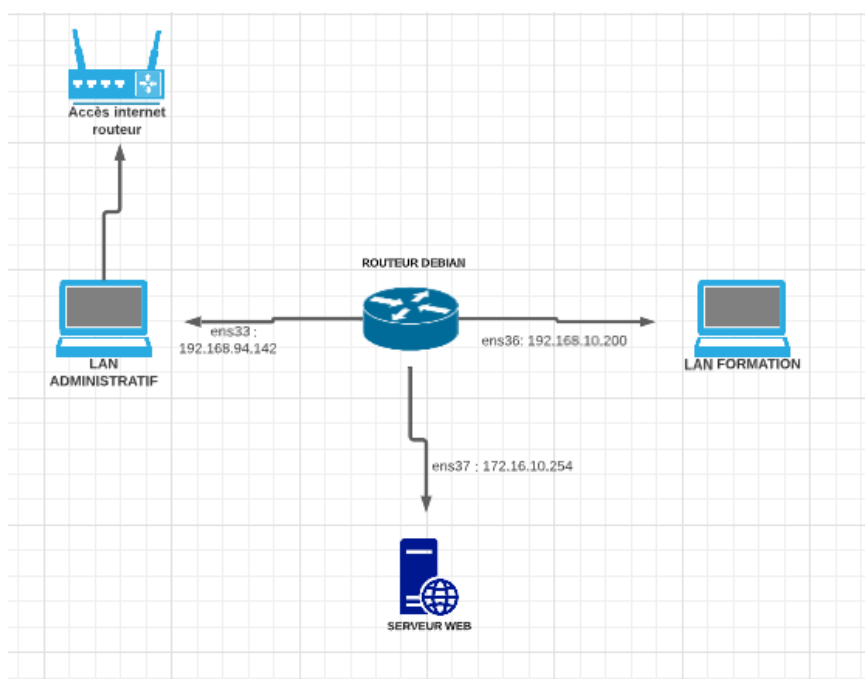 Accès internet
routeur
ROUTEUR DEBIAN
ens33 :
192.168.94.142
ens36: 192.168.10.200
LAN
ADMINISTRATIF
LAN FORMATION
ens37 : 172.16.10.254
SERVEUR WEB